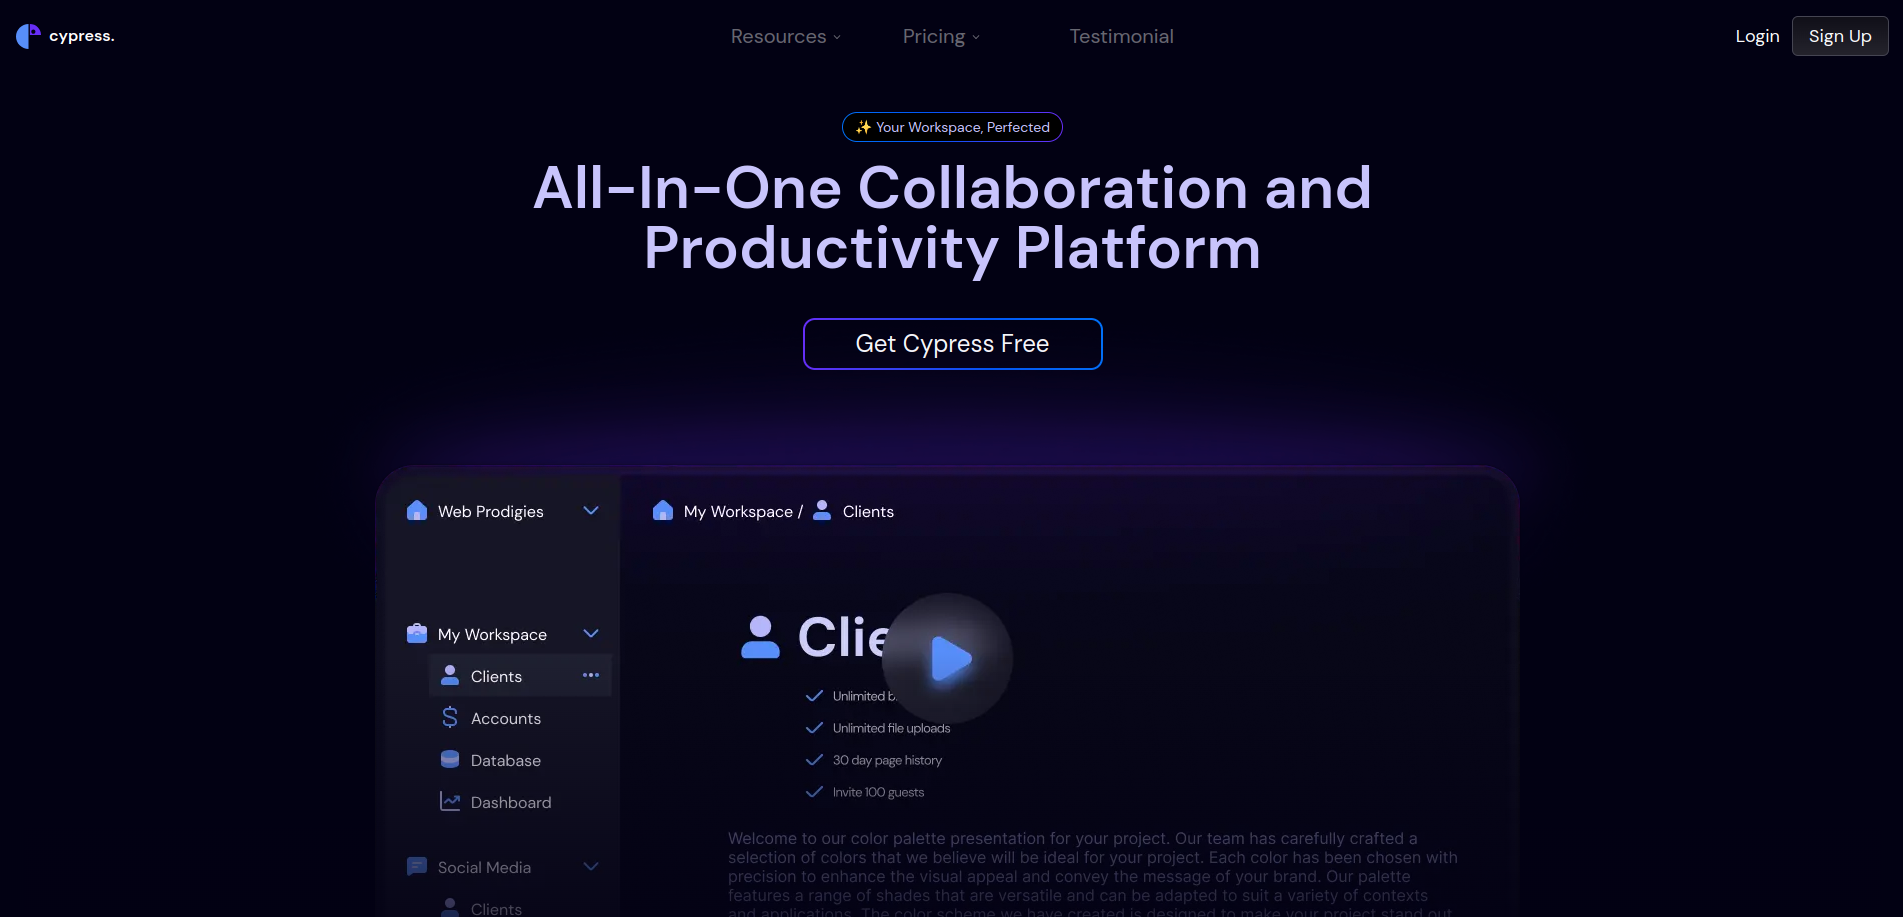 cypress.
Resources
Pricing
Testimonial
Login
Sign Up
✨ Your Workspace, Perfected
All-In-One Collaboration and
Productivity Platform
Get Cypress Free
Web Prodigies
My Workspace / Clients
My Workspace
Clients
Accounts
Database
Dashboard
Social Media
Clients
Unlimited
Unlimited file uploads
30 day page history
Invite 100 guests
Welcome to our color palette presentation for your project. Our team has carefully crafted a
selection of colors that we believe will be ideal for your project. Each color has been chosen with
precision to enhance the visual appeal and convey the message of your brand. Our palette
features a range of shades that are versatile and can be adapted to suit a variety of contexts
and applications. The color scheme we have created is designed to make your project stand out